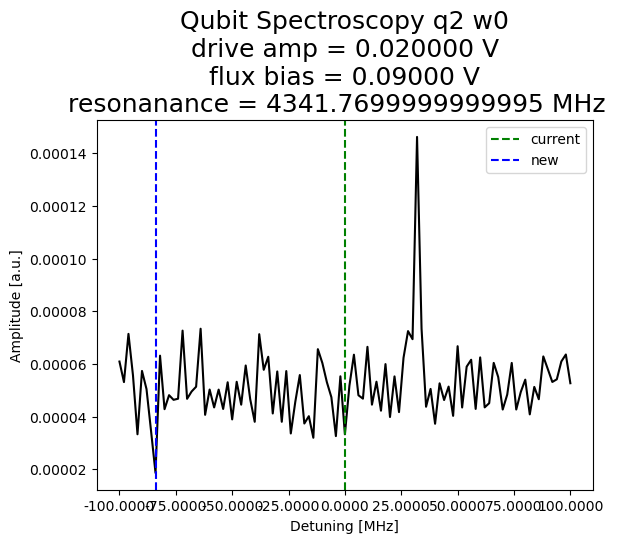 Qubit Spectroscopy q2 w0
drive amp = 0.020000 V
flux bias = 0.09000 V
resonanance = 4341.7699999999995 MHz
current
new
Amplitude [a.u.]
0.00014
0.00012
0.00010
0.00008
0.00006
0.00004
0.00002
-100.0000 -75.0000 -50.0000 -25.0000 0.0000 25.0000 50.0000 75.0000 100.0000
Detuning [MHz]